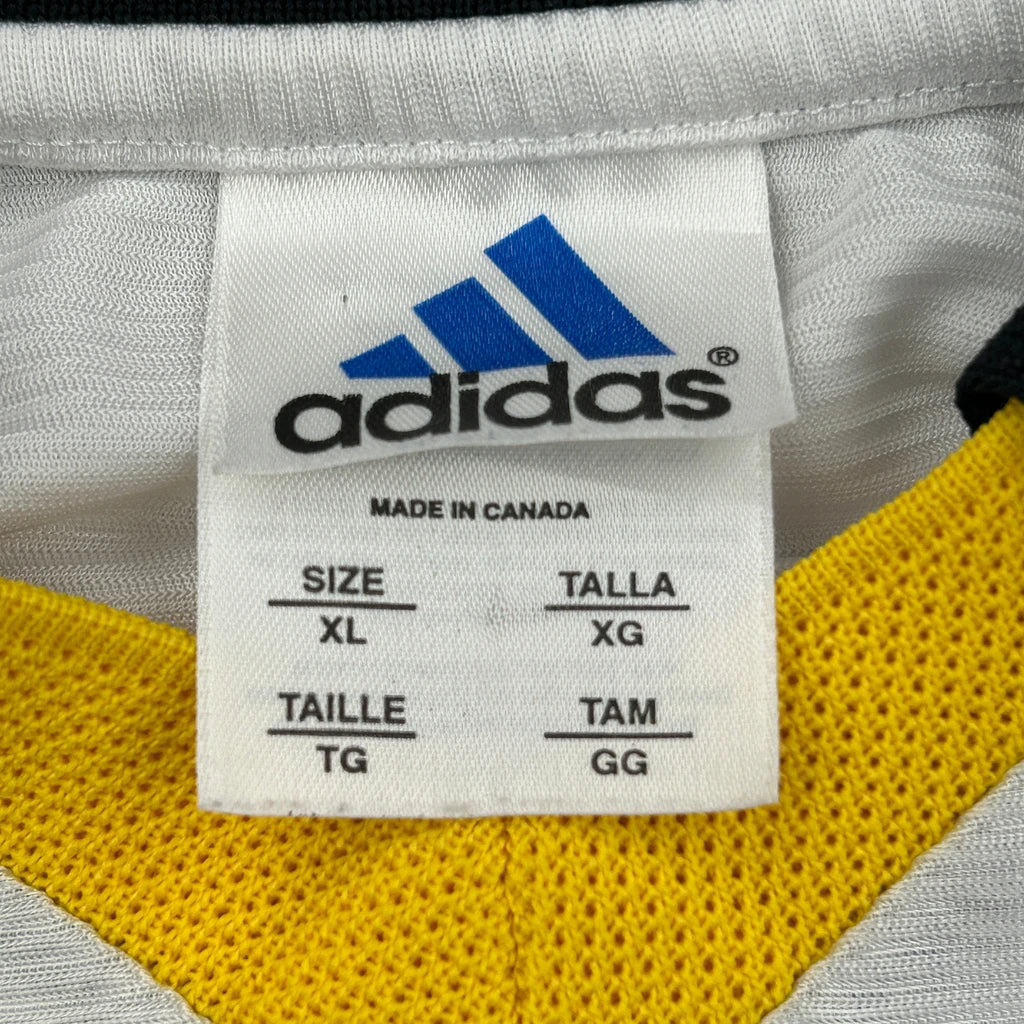 adidas®
MADE IN CANADA
SIZE TALLA
XL XG
TAILLE TAM
TG GG